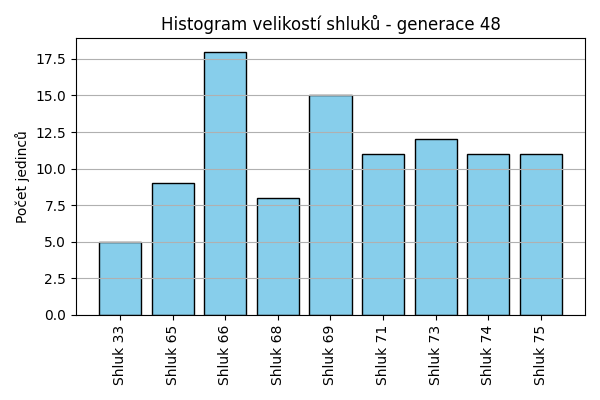 Histogram velikostí shluků - generace 48
Počet jedinců
17.5
15.0
12.5
10.0
7.5
5.0
2.5
0.0
Shluk 33
Shluk 65
Shluk 66
Shluk 68
Shluk 69
Shluk 71
Shluk 73
Shluk 74
Shluk 75